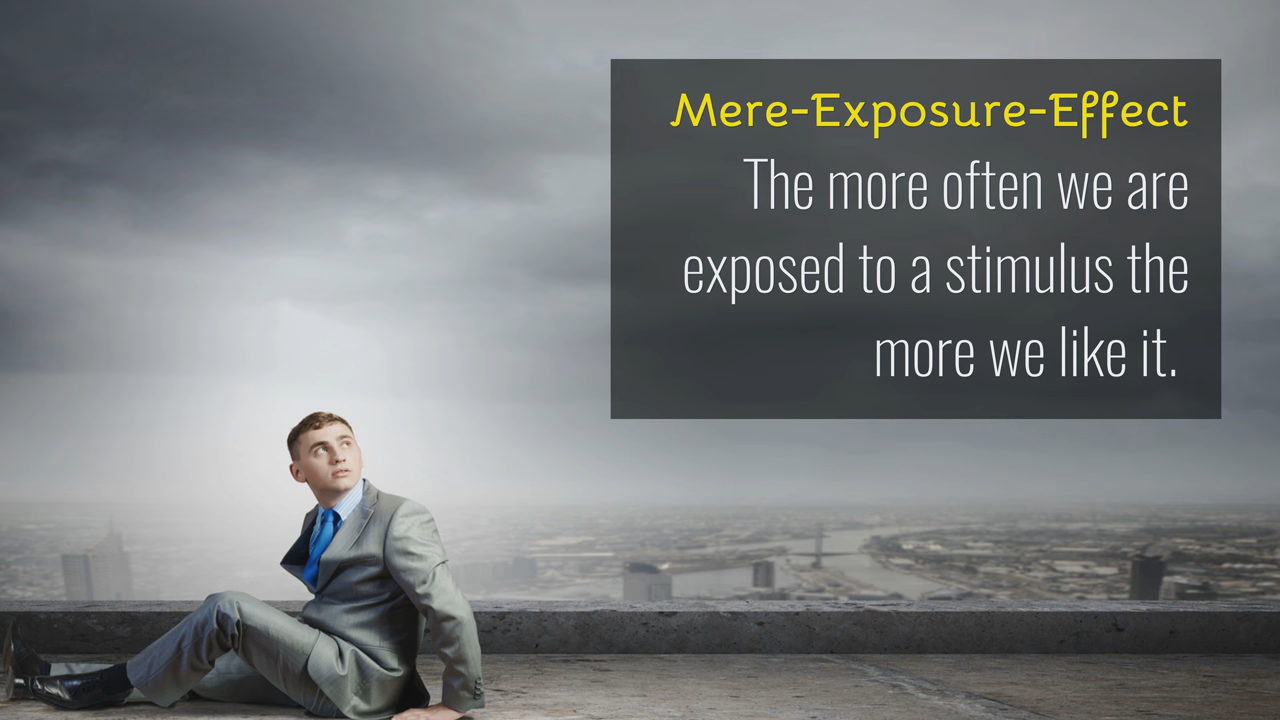 Mere-Exposure-Effect
The more often we are
exposed to a stimulus the
more we like it.